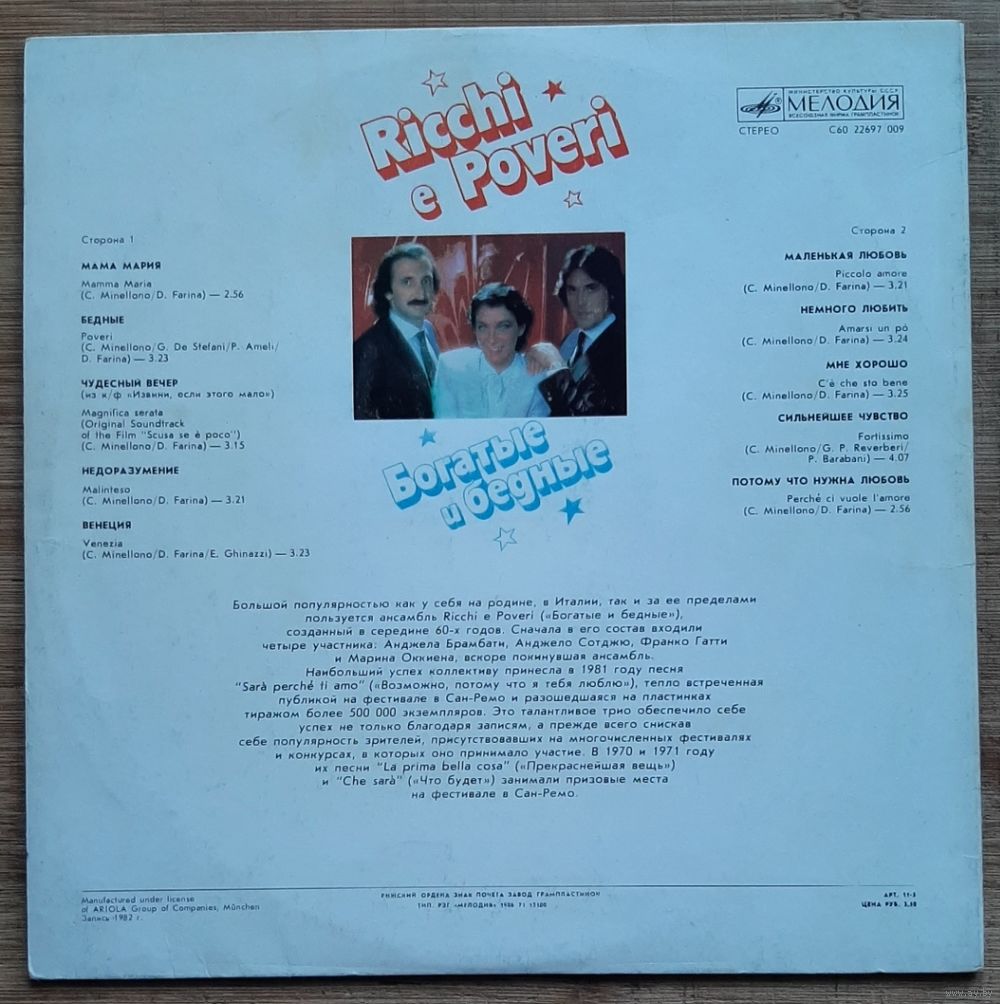 Ricchi
e Poveri
МИНИСТЕРСТВО КУЛЬТУРЫ СССР
МЕЛОДИЯ
ВСЕСОЮЗНАЯ ФИРМА ГРАМПЛАСТИНОК
СТЕРЕО С60 22697 009
Сторона 1
МАМА МАРИЯ
Mamma Maria
(C. Minellono/D. Farina) — 2.56
БЕДНЫЕ
Poveri
(C. Minellono/G. De Stefani/P. Ameli/
D. Farina) — 3.23
ЧУДЕСНЫЙ ВЕЧЕР
(из к/ф «Извини, если этого мало»)
Magnifica serata
(Original Soundtrack
of the Film "Scusa se è poco")
(C. Minellono/D. Farina) — 3.15
НЕДОРАЗУМЕНИЕ
Malinteso
(C. Minellono/D. Farina) — 3.21
ВЕНЕЦИЯ
Venezia
(C. Minellono/D. Farina/E. Ghinazzi) — 3.23
Сторона 2
МАЛЕНЬКАЯ ЛЮБОВЬ
Piccolo amore
(C. Minellono/D. Farina) — 3.21
НЕМНОГО ЛЮБИТЬ
Amarsi un pò
(C. Minellono/D. Farina) — 3.24
МНЕ ХОРОШО
C'è che sto bene
(C. Minellono/D. Farina) — 3.25
СИЛЬНЕЙШЕЕ ЧУВСТВО
Fortissimo
(C. Minellono/G. P. Reverberi/
P. Barabani) — 4.07
ПОТОМУ ЧТО НУЖНА ЛЮБОВЬ
Perché ci vuole l'amore
(C. Minellono/D. Farina) — 2.56
Богатые
и бедные
Большой популярностью как у себя на родине, в Италии, так и за ее пределами
пользуется ансамбль Ricchi e Poveri («Богатые и бедные»),
созданный в середине 60-х годов. Сначала в его состав входили
четыре участника: Анджела Брамбати, Анджело Сотджю, Франко Гатти
и Марина Оккиена, вскоре покинувшая ансамбль.
Наибольший успех коллективу принесла в 1981 году песня
"Sarà perché ti amo" («Возможно, потому что я тебя люблю»), тепло встреченная
публикой на фестивале в Сан-Ремо и разошедшаяся на пластинках
тиражом более 500 000 экземпляров. Это талантливое трио обеспечило себе
успех не только благодаря записям, а прежде всего снискав
себе популярность зрителей, присутствовавших на многочисленных фестивалях
и конкурсах, в которых оно принимало участие. В 1970 и 1971 году
их песни "La prima bella cosa" («Прекраснейшая вещь»)
и "Che sarà" («Что будет») занимали призовые места
на фестивале в Сан-Ремо.
Manufactured under license
of ARIOLA Group of Companies, München
Запись 1982 г.
РИЖСКИЙ ОРДЕНА ЗНАК ПОЧЕТА ЗАВОД ГРАМПЛАСТИНОК
ТИП. РЗГ «МЕЛОДИЯ» 1986
АРТ. 11-3
ЦЕНА РУБ. 3,50